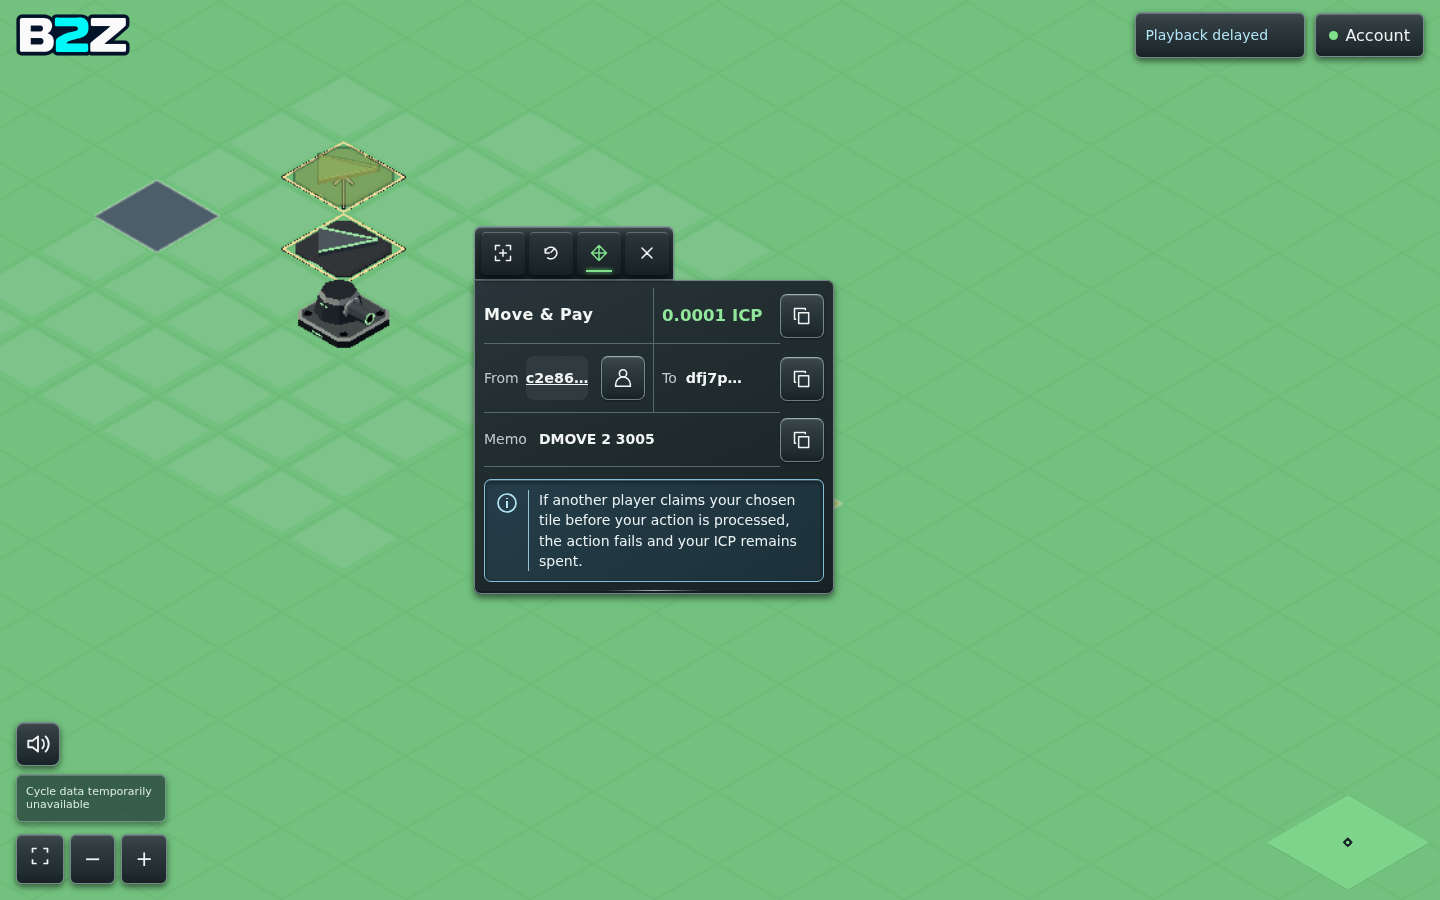 B2Z
Playback delayed
Account
Move & Pay
0.0001 ICP
From c2e86...
To dfj7p...
Memo DMOVE 2 3005
If another player claims your chosen
tile before your action is processed,
the action fails and your ICP remains
spent.
Cycle data temporarily
unavailable